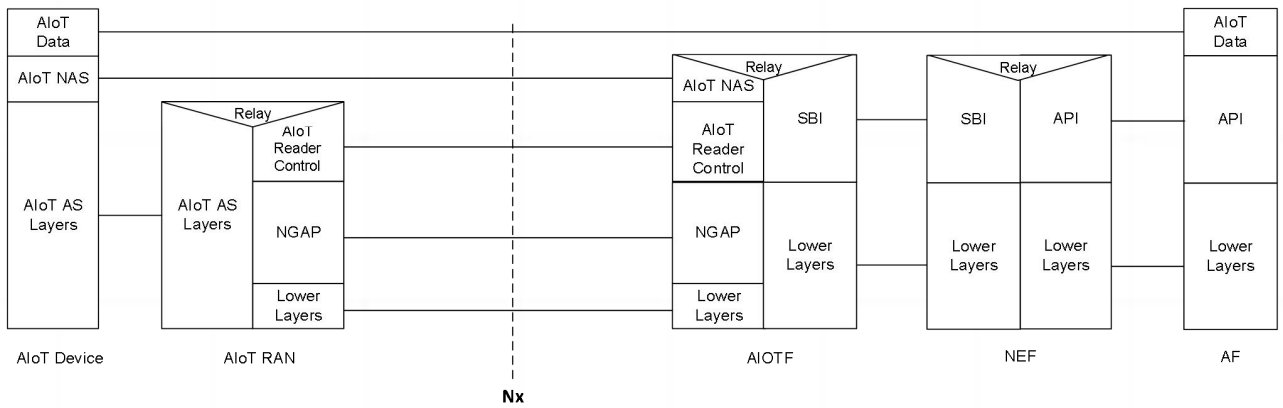 AIoT
Data
AIoT NAS
AIoT AS
Layers
AIoT Device
Relay
AIoT AS
Layers
AIoT
Reader
Control
NGAP
Lower
Layers
AIoT RAN
Nx
Relay
AIoT NAS
AIoT
Reader
Control
NGAP
Lower
Layers
SBI
Lower
Layers
AIOTF
Relay
SBI
API
Lower
Layers
Lower
Layers
NEF
AIoT
Data
API
Lower
Layers
AF